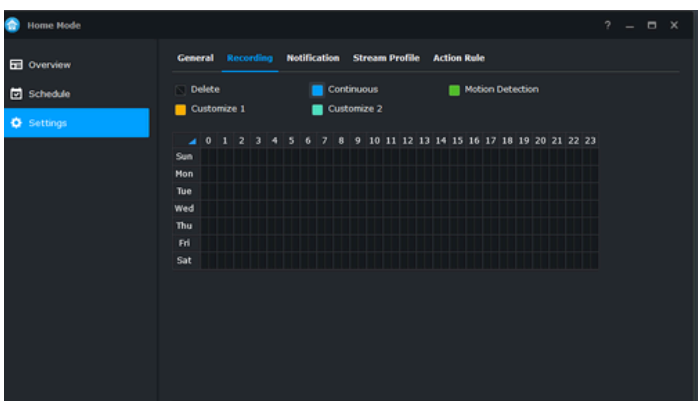 Home Mode
Overview
Schedule
Settings
General Recording Notification Stream Profile Action Rule
Delete Continuous Motion Detection
Customize 1 Customize 2
0 1 2 3 4 5 6 7 8 9 10 11 12 13 14 15 16 17 18 19 20 21 22 23
Sun
Mon
Tue
Wed
Thu
Fri
Sat